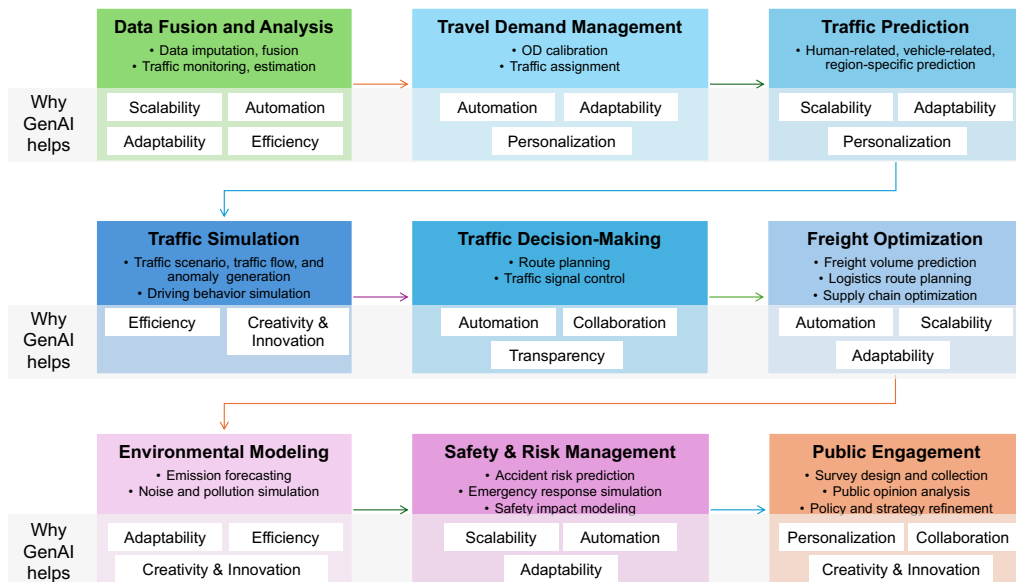 Data Fusion and Analysis
• Data imputation, fusion
• Traffic monitoring, estimation
Travel Demand Management
• OD calibration
• Traffic assignment
Traffic Prediction
• Human-related, vehicle-related,
region-specific prediction
Why
GenAI
helps
Scalability
Automation
Adaptability
Efficiency
Automation
Adaptability
Personalization
Scalability
Adaptability
Personalization
Traffic Simulation
• Traffic scenario, traffic flow, and
anomaly generation
• Driving behavior simulation
Traffic Decision-Making
• Route planning
• Traffic signal control
Freight Optimization
• Freight volume prediction
• Logistics route planning
• Supply chain optimization
Why
GenAI
helps
Efficiency
Creativity &
Innovation
Automation
Collaboration
Transparency
Automation
Scalability
Adaptability
Environmental Modeling
• Emission forecasting
• Noise and pollution simulation
Safety & Risk Management
• Accident risk prediction
• Emergency response simulation
• Safety impact modeling
Public Engagement
• Survey design and collection
• Public opinion analysis
• Policy and strategy refinement
Why
GenAI
helps
Adaptability
Efficiency
Creativity & Innovation
Scalability
Automation
Adaptability
Personalization
Collaboration
Creativity & Innovation